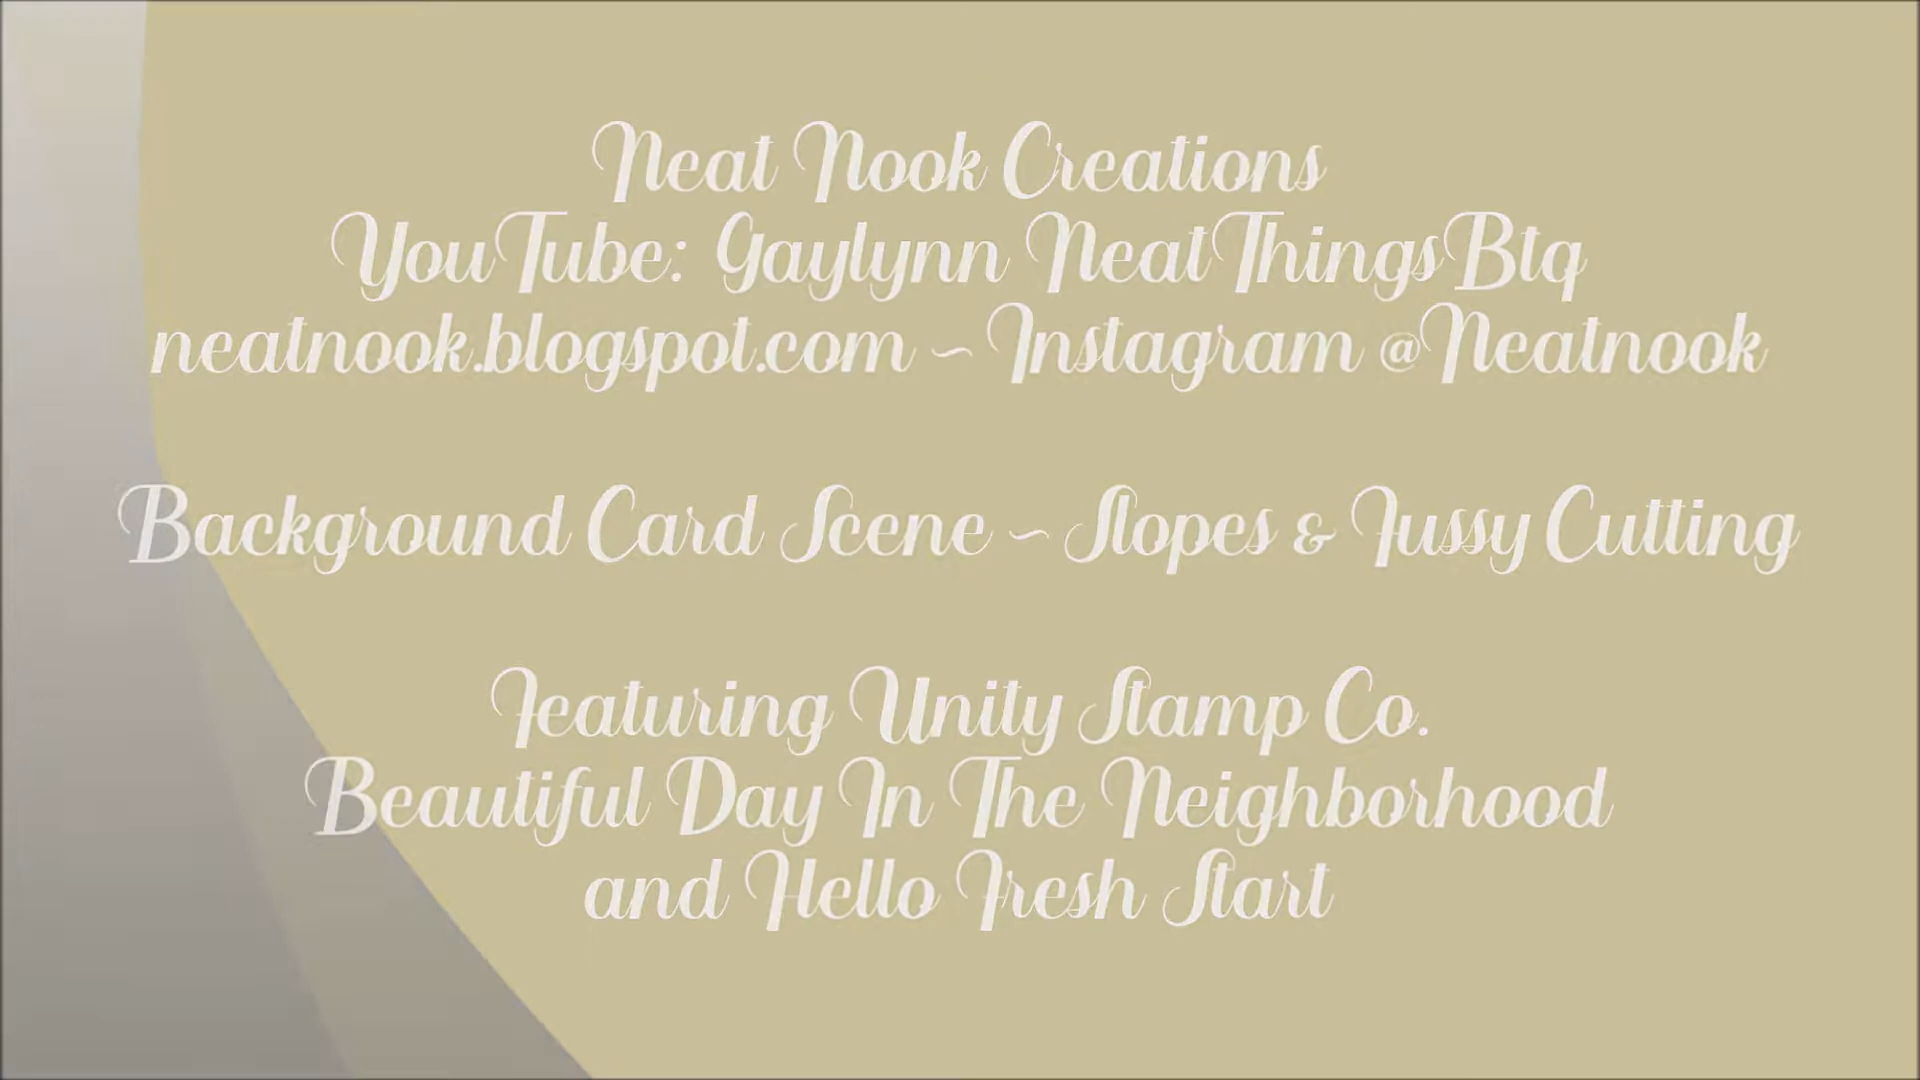 Neat Nook Creations
YouTube: Gaylynn NeatThingsBtq
neatnook.blogspot.com ~ Instagram @Neatnook
Background Card Scene ~ Slopes & Fussy Cutting
Featuring Unity Stamp Co.
Beautiful Day In The Neighborhood
and Hello Fresh Start